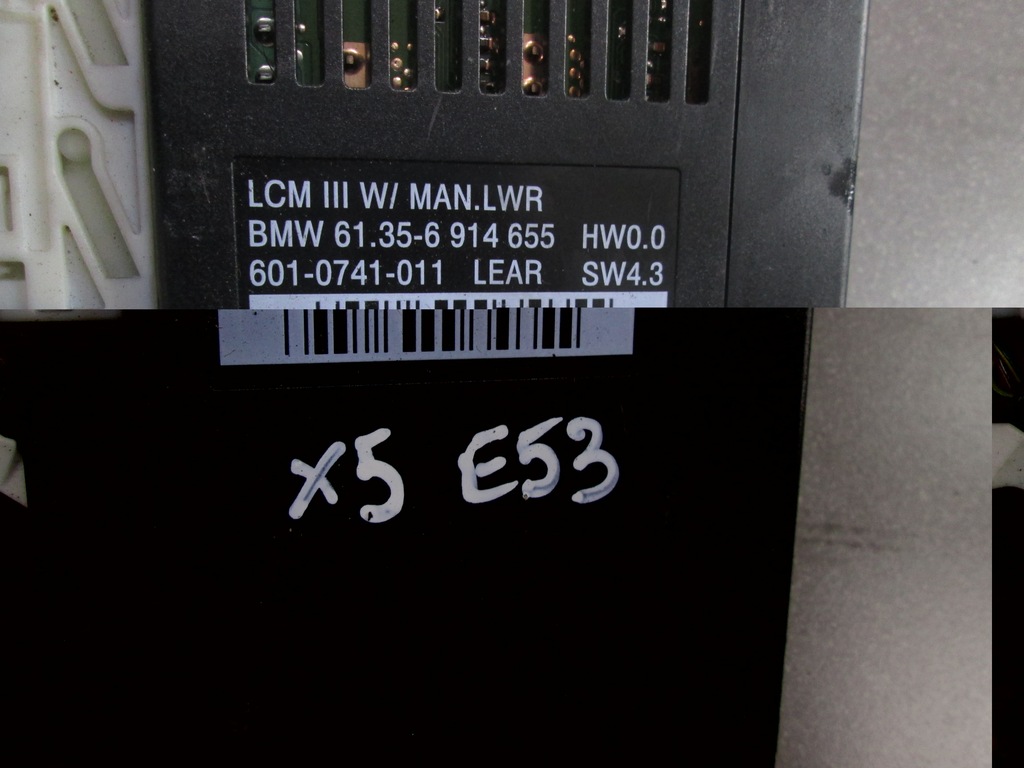 LCM III W/ MAN.LWR
BMW 61.35-6 914 655 HW0.0
601-0741-011 LEAR SW4.3
X5 E53